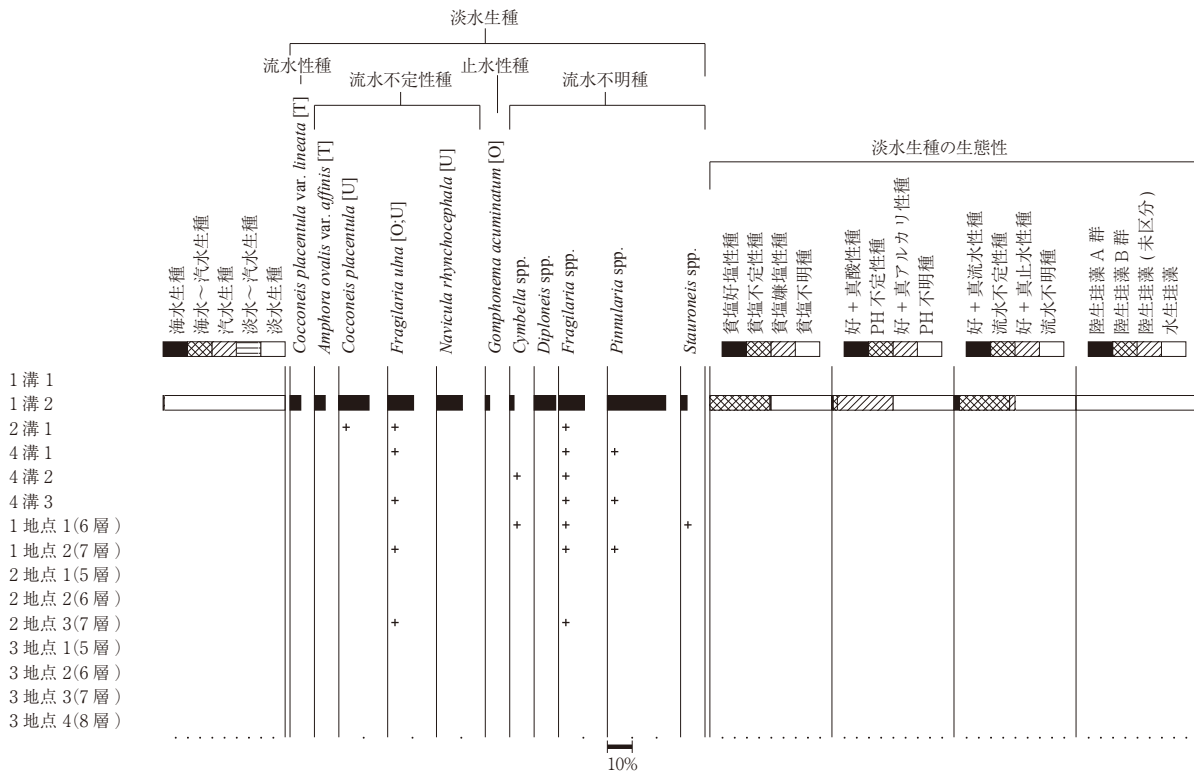 淡水生種
流水性種
流水不定性種
止水性種
流水不明種
Cocconeis placentula var. lineata [T]
Amphora ovalis var. affinis [T]
Cocconeis placentula [U]
Fragilaria ulna [O;U]
Navicula rhynchocephala [U]
Gomphonema acuminatum [O]
Cymbella spp.
Diploneis spp.
Fragilaria spp.
Pinnularia spp.
Stauroneis spp.
淡水生種の生態性
海水生種
海水～汽水生種
汽水生種
淡水～汽水生種
淡水生種
貧塩好塩性種
貧塩不定性種
貧塩嫌塩性種
貧塩不明種
好＋真酸性種
PH 不定性種
好＋真アルカリ性種
PH 不明種
好＋真流水性種
流水不定性種
好＋真止水性種
流水不明種
陸生珪藻 A 群
陸生珪藻 B 群
陸生珪藻 ( 未区分 )
水生珪藻
1 溝 1
1 溝 2
2 溝 1 + + +
4 溝 1 + + +
4 溝 2 + +
4 溝 3 + + +
1 地点 1(6 層 ) + + +
1 地点 2(7 層 ) + + +
2 地点 1(5 層 )
2 地点 2(6 層 )
2 地点 3(7 層 ) + +
3 地点 1(5 層 )
3 地点 2(6 層 )
3 地点 3(7 層 )
3 地点 4(8 層 )
10%